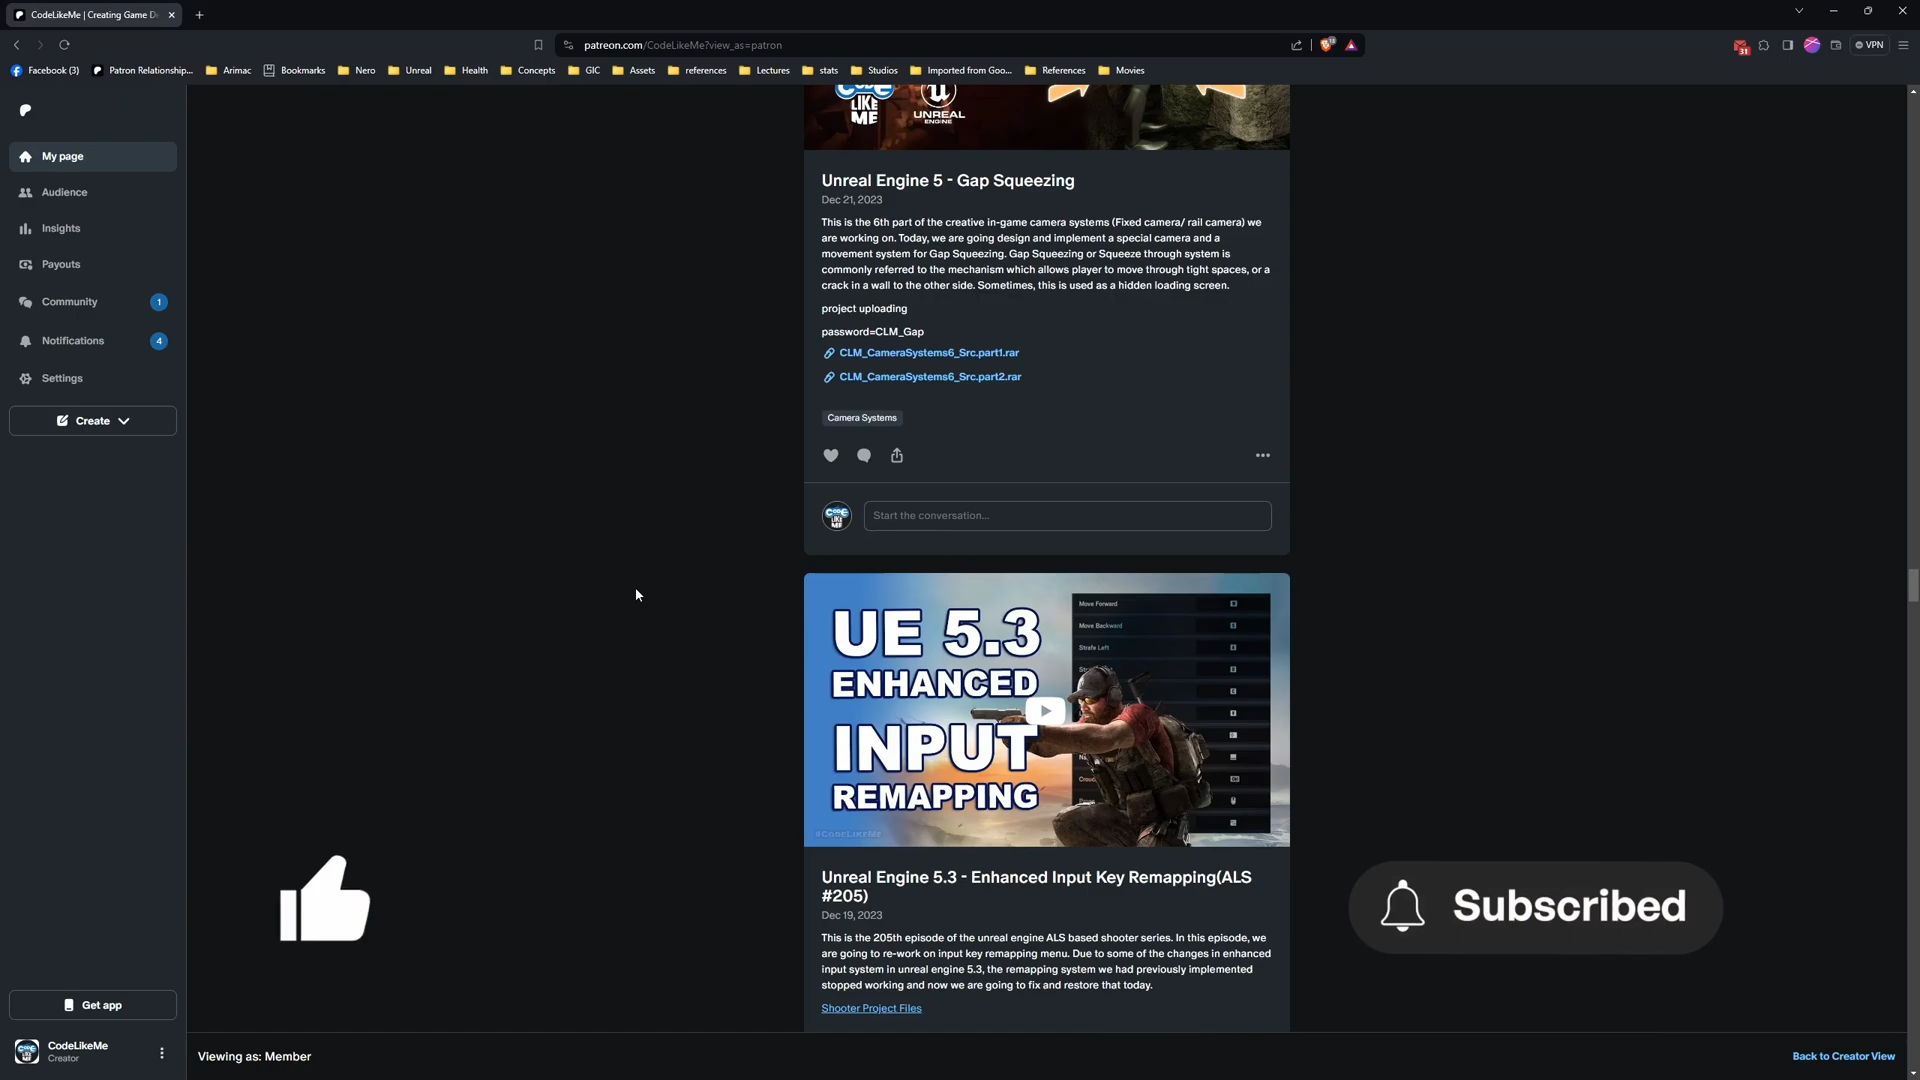 CodeLikeMe | Creating Game D
patreon.com/CodeLikeMe?view_as=patron
31
VPN
Facebook (3)
Patron Relationship...
Arimac
Bookmarks
Nero
Unreal
Health
Concepts
GIC
Assets
references
Lectures
stats
Studios
Imported from Goo...
References
Movies
My page
Audience
Insights
Payouts
Community
1
Notifications
4
Settings
Create
Get app
CodeLikeMe
Creator
CODE
LIKE
ME
UNREAL
ENGINE
Unreal Engine 5 - Gap Squeezing
Dec 21, 2023
This is the 6th part of the creative in-game camera systems (Fixed camera/ rail camera) we
are working on. Today, we are going design and implement a special camera and a
movement system for Gap Squeezing. Gap Squeezing or Squeeze through system is
commonly referred to the mechanism which allows player to move through tight spaces, or a
crack in a wall to the other side. Sometimes, this is used as a hidden loading screen.
project uploading
password=CLM_Gap
CLM_CameraSystems6_Src.part1.rar
CLM_CameraSystems6_Src.part2.rar
Camera Systems
Start the conversation...
UE 5.3
ENHANCED
INPUT
REMAPPING
#CodeLikeMe
Move Forward
Move Backward
Strafe Left
Unreal Engine 5.3 - Enhanced Input Key Remapping(ALS
#205)
Dec 19, 2023
This is the 205th episode of the unreal engine ALS based shooter series. In this episode, we
are going to re-work on input key remapping menu. Due to some of the changes in enhanced
input system in unreal engine 5.3, the remapping system we had previously implemented
stopped working and now we are going to fix and restore that today.
Shooter Project Files
Subscribed
Viewing as: Member
Back to Creator View